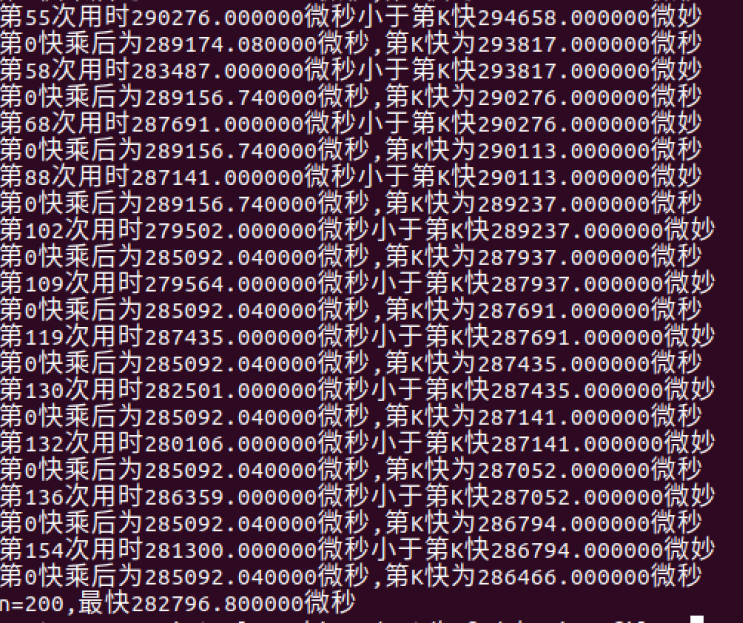 第55次用时290276.000000微秒小于第K快294658.000000微妙
第0快乘后为289174.080000微秒,第K快为293817.000000微秒
第58次用时283487.000000微秒小于第K快293817.000000微妙
第0快乘后为289156.740000微秒,第K快为290276.000000微秒
第68次用时287691.000000微秒小于第K快290276.000000微妙
第0快乘后为289156.740000微秒,第K快为290113.000000微秒
第88次用时287141.000000微秒小于第K快290113.000000微妙
第0快乘后为289156.740000微秒,第K快为289237.000000微秒
第102次用时279502.000000微秒小于第K快289237.000000微妙
第0快乘后为285092.040000微秒,第K快为287937.000000微秒
第109次用时279564.000000微秒小于第K快287937.000000微妙
第0快乘后为285092.040000微秒,第K快为287691.000000微秒
第119次用时287435.000000微秒小于第K快287691.000000微妙
第0快乘后为285092.040000微秒,第K快为287435.000000微秒
第130次用时282501.000000微秒小于第K快287435.000000微妙
第0快乘后为285092.040000微秒,第K快为287141.000000微秒
第132次用时280106.000000微秒小于第K快287141.000000微妙
第0快乘后为285092.040000微秒,第K快为287052.000000微秒
第136次用时286359.000000微秒小于第K快287052.000000微妙
第0快乘后为285092.040000微秒,第K快为286794.000000微秒
第154次用时281300.000000微秒小于第K快286794.000000微妙
第0快乘后为285092.040000微秒,第K快为286466.000000微秒
n=200,最快282796.800000微秒